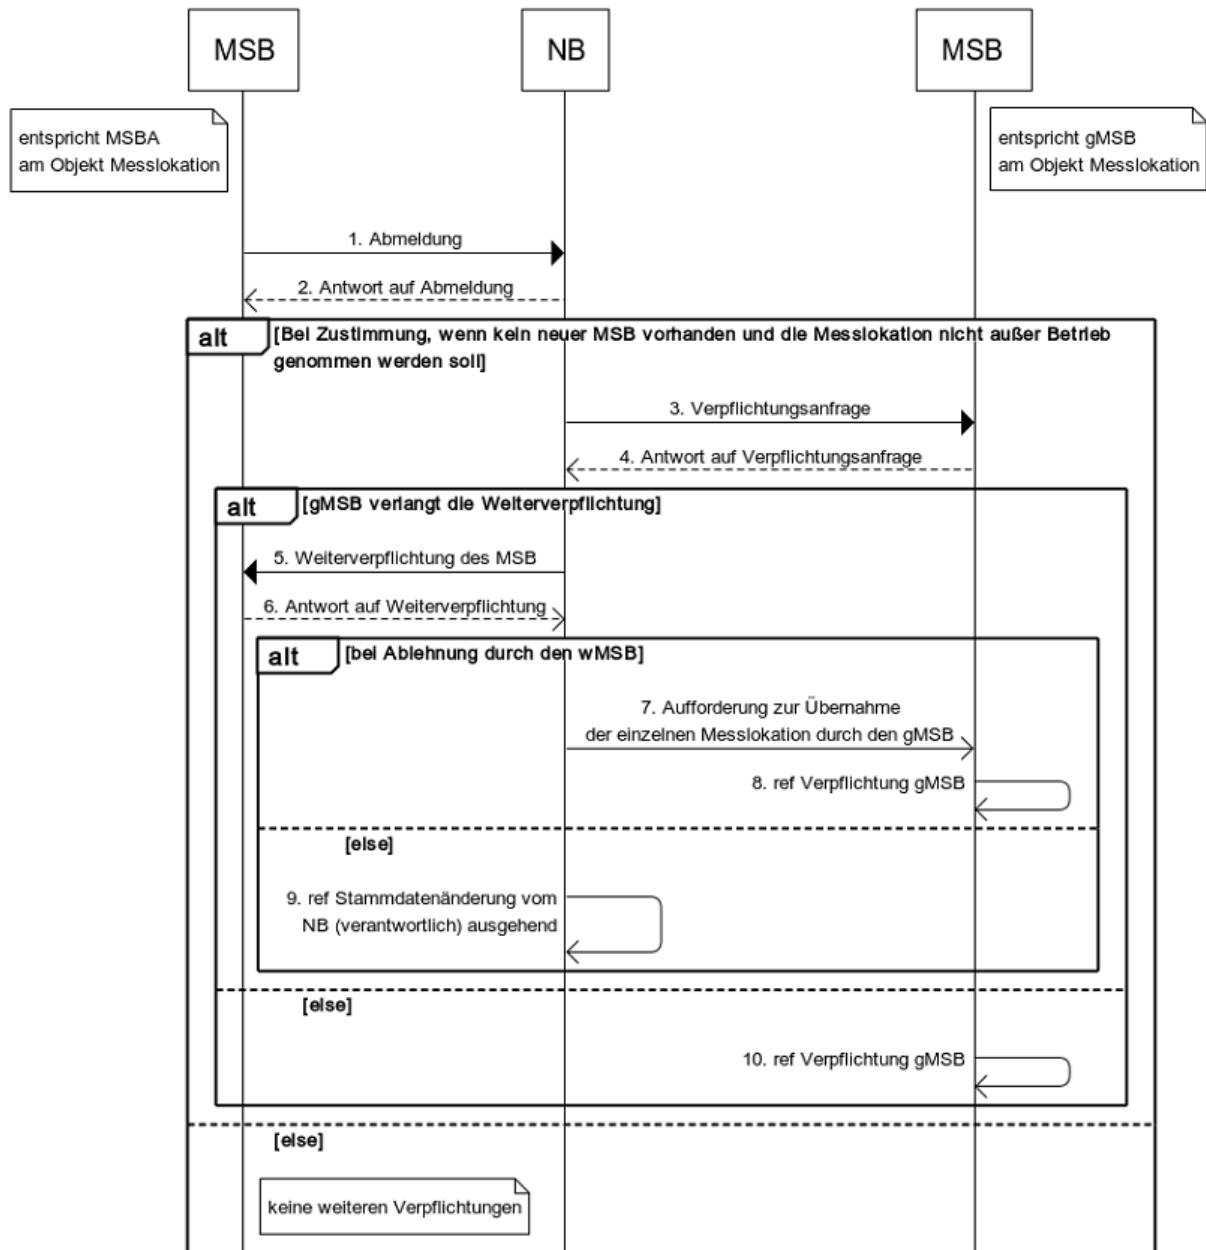 MSB
NB
MSB
entspricht MSBA
am Objekt Messlokation
entspricht gMSB
am Objekt Messlokation
1. Abmeldung
2. Antwort auf Abmeldung
alt
[Bei Zustimmung, wenn kein neuer MSB vorhanden und die Messlokation nicht außer Betrieb
genommen werden soll]
3. Verpflichtungsanfrage
4. Antwort auf Verpflichtungsanfrage
alt
[gMSB verlangt die Weiterverpflichtung]
5. Weiterverpflichtung des MSB
6. Antwort auf Weiterverpflichtung
alt
[bei Ablehnung durch den wMSB]
7. Aufforderung zur Übernahme
der einzelnen Messlokation durch den gMSB
8. ref Verpflichtung gMSB
[else]
9. ref Stammdatenänderung vom
NB (verantwortlich) ausgehend
[else]
10. ref Verpflichtung gMSB
[else]
keine weiteren Verpflichtungen